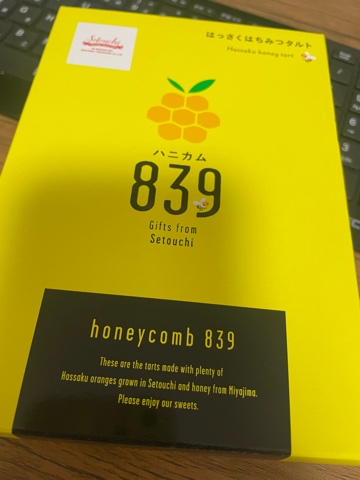 Setouchi
はっさくはちみつタルト
Hassaku honey tart
ハニカム
839
Gifts from
Setouchi
honeycomb 839
These are the tarts made with plenty of
Hassaku oranges grown in Setouchi and honey from Miyajima.
Please enjoy our sweets.